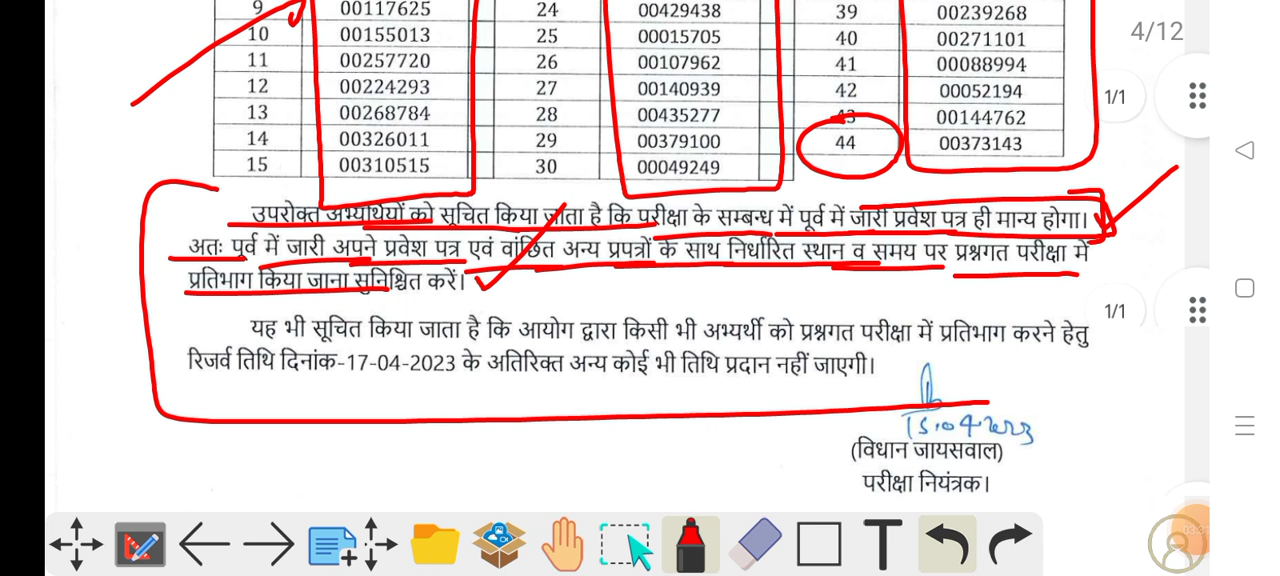 9 00117625 24 00429438 39 00239268
10 00155013 25 00015705 40 00271101
11 00257720 26 00107962 41 00088994
12 00224293 27 00140939 42 00052194
13 00268784 28 00435277 43 00144762
14 00326011 29 00379100 44 00373143
15 00310515 30 00049249
उपरोक्त अभ्यर्थियों को सूचित किया जाता है कि परीक्षा के सम्बन्ध में पूर्व में जारी प्रवेश पत्र ही मान्य होगा।
अतः पूर्व में जारी अपने प्रवेश पत्र एवं वांछित अन्य प्रपत्रों के साथ निर्धारित स्थान व समय पर प्रश्नगत परीक्षा में
प्रतिभाग किया जाना सुनिश्चित करें।
यह भी सूचित किया जाता है कि आयोग द्वारा किसी भी अभ्यर्थी को प्रश्नगत परीक्षा में प्रतिभाग करने हेतु
रिजर्व तिथि दिनांक-17-04-2023 के अतिरिक्त अन्य कोई भी तिथि प्रदान नहीं जाएगी।
(विधान जायसवाल)
परीक्षा नियंत्रक।
4/12
1/1
1/1
T